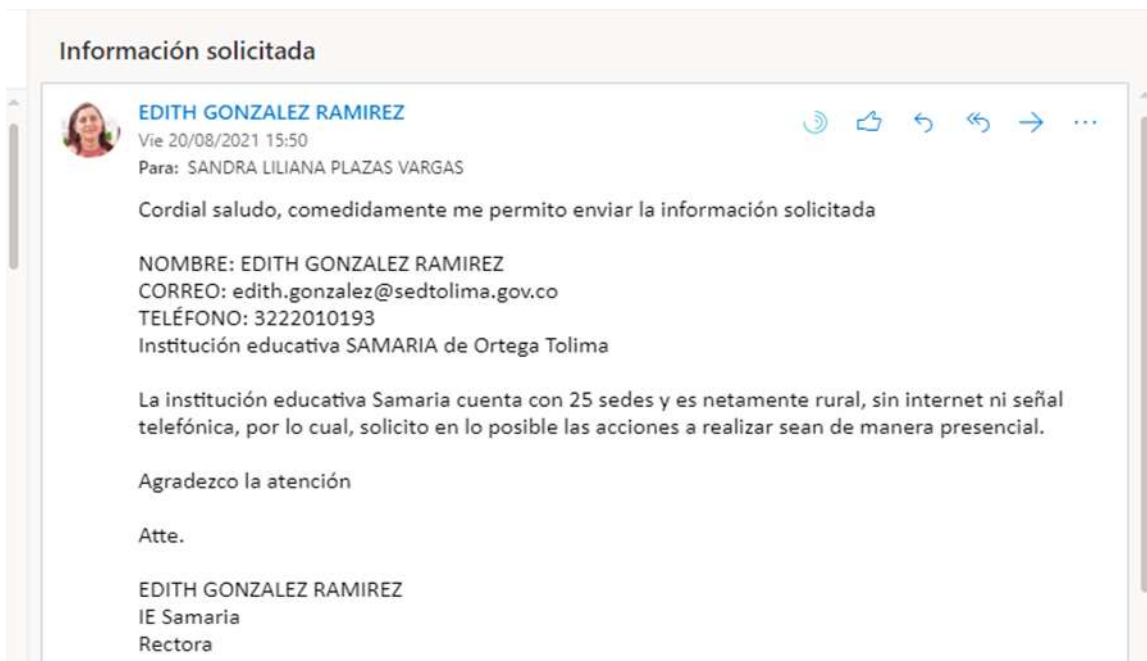 Información solicitada
EDITH GONZALEZ RAMIREZ
Vie 20/08/2021 15:50
Para: SANDRA LILIANA PLAZAS VARGAS
Cordial saludo, comedidamente me permito enviar la información solicitada
NOMBRE: EDITH GONZALEZ RAMIREZ
CORREO: edith.gonzalez@sedtolima.gov.co
TELÉFONO: 3222010193
Institución educativa SAMARIA de Ortega Tolima
La institución educativa Samaria cuenta con 25 sedes y es netamente rural, sin internet ni señal
telefónica, por lo cual, solicito en lo posible las acciones a realizar sean de manera presencial.
Agradezco la atención
Atte.
EDITH GONZALEZ RAMIREZ
IE Samaria
Rectora